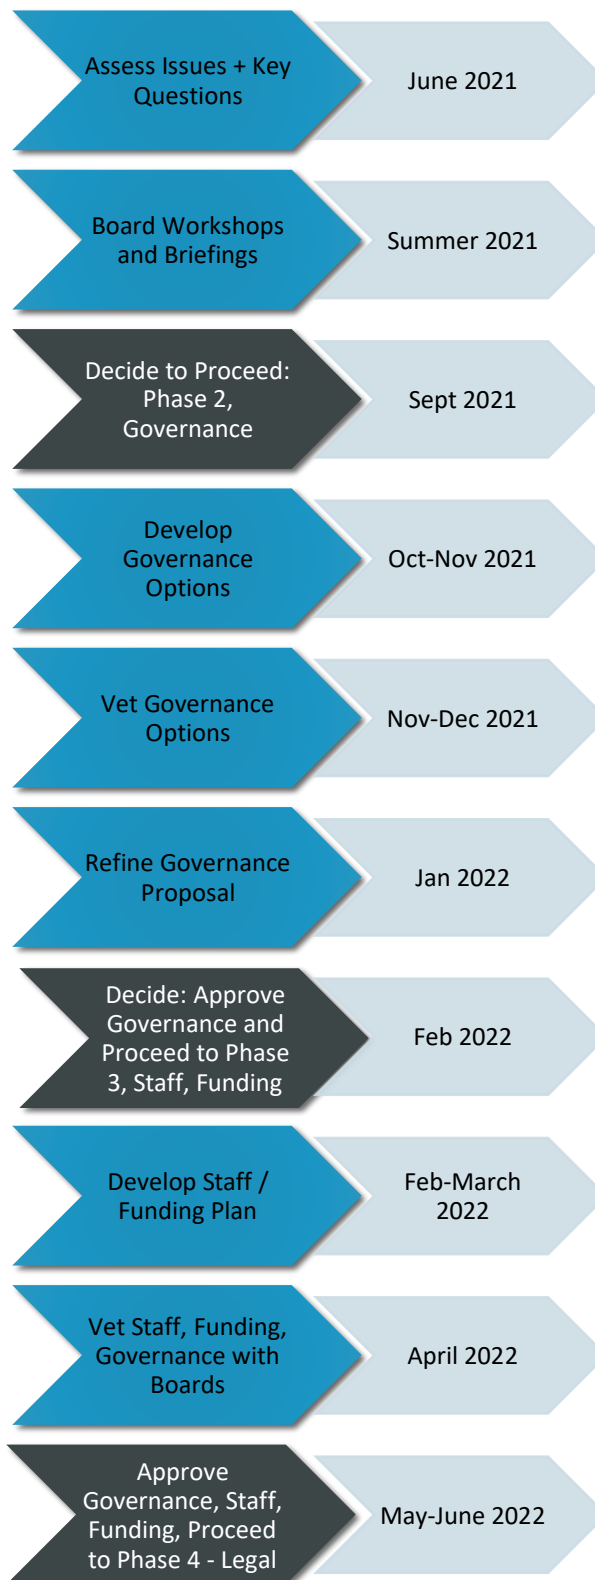 Assess Issues + Key
Questions
June 2021
Board Workshops
and Briefings
Summer 2021
Decide to Proceed:
Phase 2,
Governance
Sept 2021
Develop
Governance
Options
Oct-Nov 2021
Vet Governance
Options
Nov-Dec 2021
Refine Governance
Proposal
Jan 2022
Decide: Approve
Governance and
Proceed to Phase
3, Staff, Funding
Feb 2022
Develop Staff /
Funding Plan
Feb-March
2022
Vet Staff, Funding,
Governance with
Boards
April 2022
Approve
Governance, Staff,
Funding, Proceed
to Phase 4 - Legal
May-June 2022